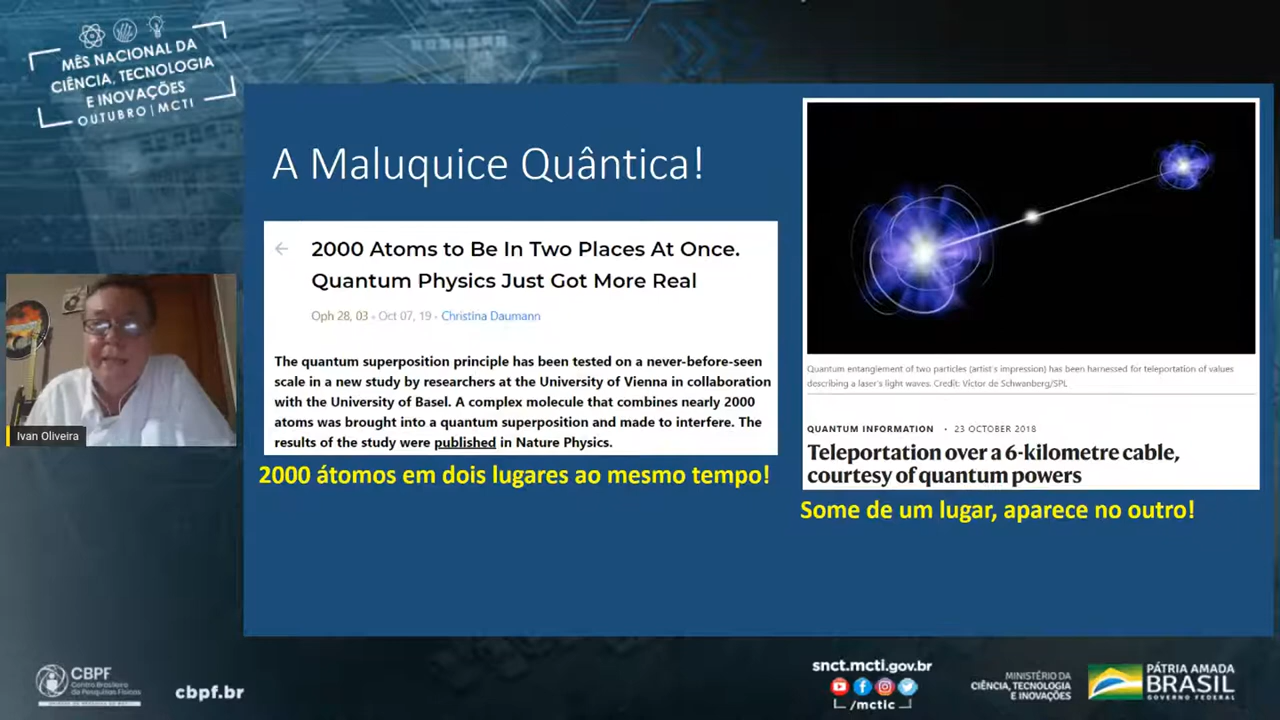 MÊS NACIONAL DA
CIÊNCIA, TECNOLOGIA
E INOVAÇÕES
OUTUBRO | MCTI
A Maluquice Quântica!
2000 Atoms to Be In Two Places At Once.
Quantum Physics Just Got More Real
Oph 28, 03 • Oct 07, 19 • Christina Daumann
The quantum superposition principle has been tested on a never-before-seen
scale in a new study by researchers at the University of Vienna in collaboration
with the University of Basel. A complex molecule that combines nearly 2000
atoms was brought into a quantum superposition and made to interfere. The
results of the study were published in Nature Physics.
2000 átomos em dois lugares ao mesmo tempo!
Quantum entanglement of two particles (artist's impression) has been harnessed for teleportation of values
describing a laser's light waves. Credit: Victor de Schwanberg/SPL
QUANTUM INFORMATION • 23 OCTOBER 2018
Teleportation over a 6-kilometre cable,
courtesy of quantum powers
Some de um lugar, aparece no outro!
Ivan Oliveira
CBPF
Centro Brasileiro
de Pesquisas Físicas
cbpf.br
snct.mcti.gov.br
/mctic
MINISTÉRIO DA
CIÊNCIA, TECNOLOGIA
E INOVAÇÕES
PÁTRIA AMADA
BRASIL
GOVERNO FEDERAL